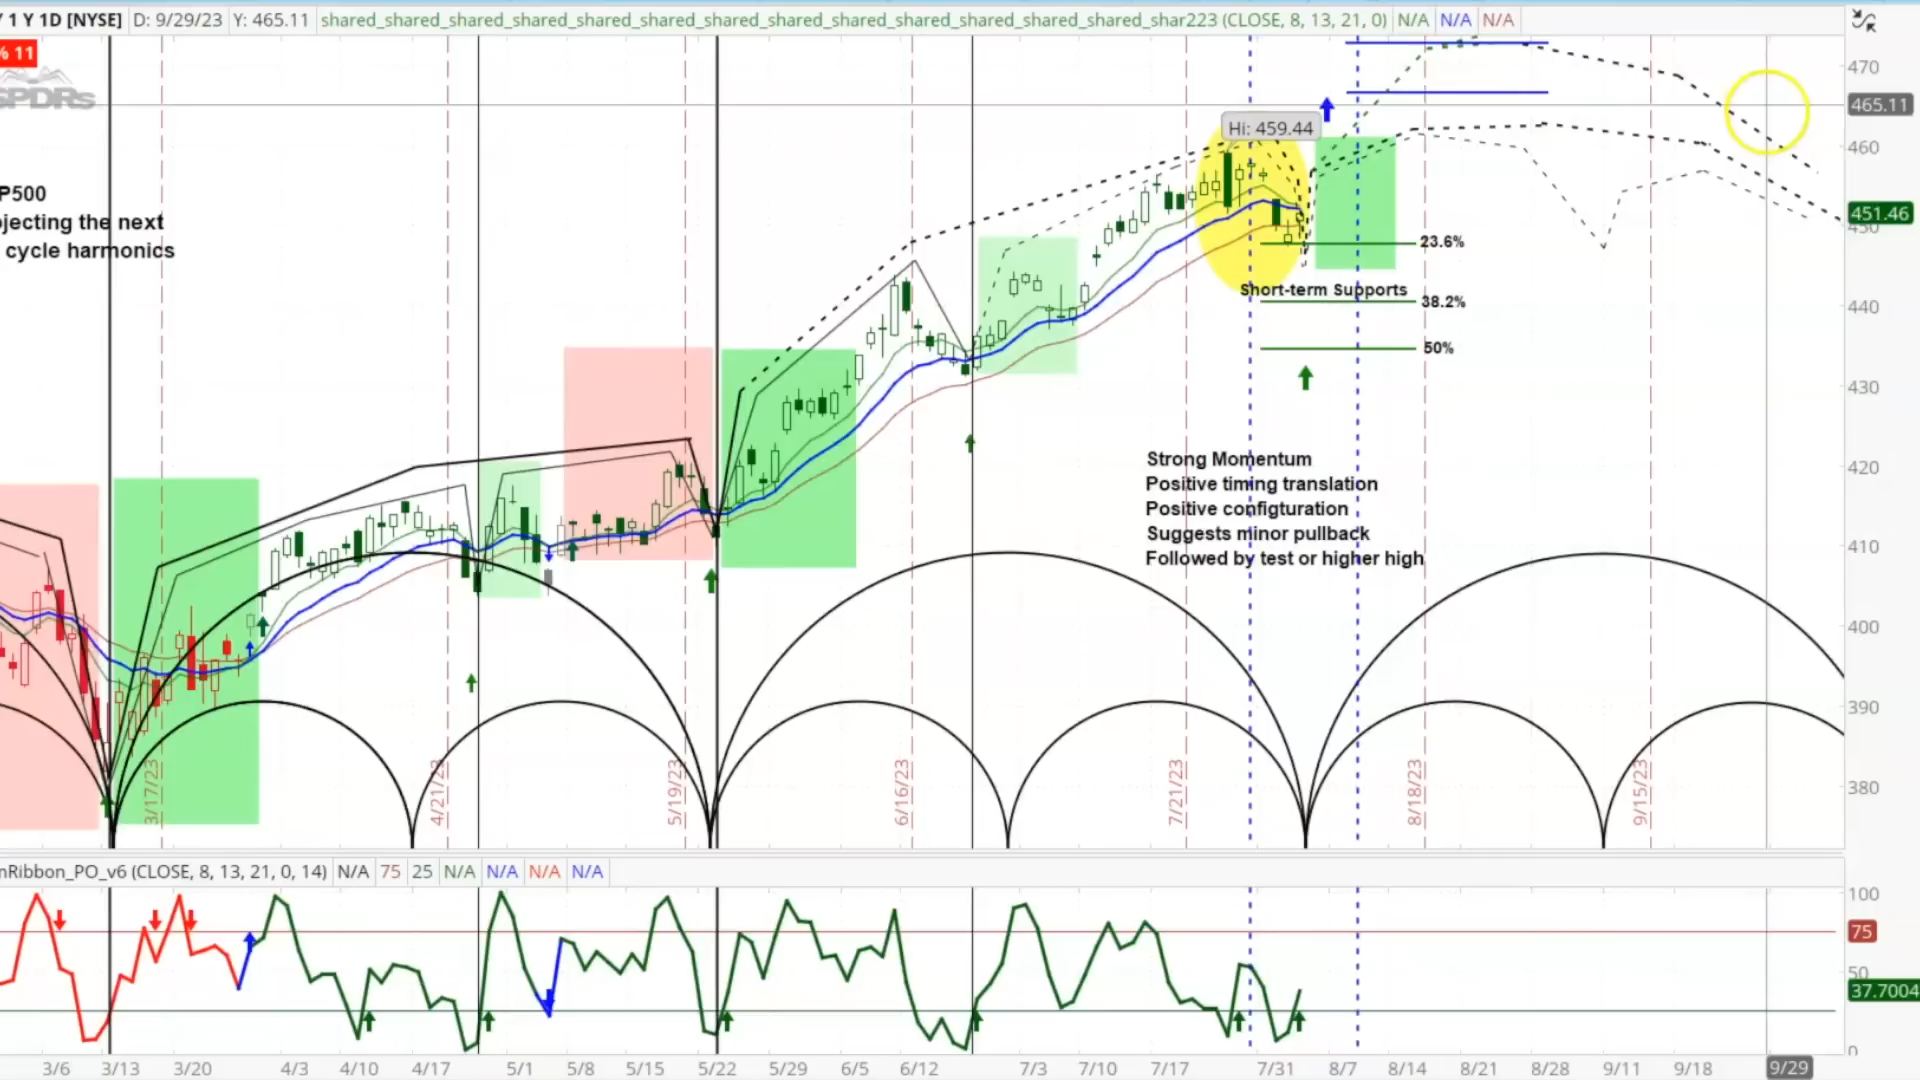 / 1 Y 1D [NYSE] D: 9/29/23 Y: 465.11 shared_shared_shared_shared_shared_shared_shared_shared_shared_shared_shared_shar223 (CLOSE, 8, 13, 21, 0) N/A N/A N/A
% 11
SPDRs
470
465.11
Hi: 459.44
460
P500
ojecting the next
cycle harmonics
451.46
450
23.6%
Short-term Supports
38.2%
440
50%
430
Strong Momentum
Positive timing translation
Positive configturation
Suggests minor pullback
Followed by test or higher high
420
410
400
390
380
3/17/23 4/21/23 5/19/23 6/16/23 7/21/23 8/18/23 9/15/23
nRibbon_PO_v6 (CLOSE, 8, 13, 21, 0, 14) N/A 75 25 N/A N/A N/A N/A
100
75
50
37.7004
0
3/6 3/13 3/20 4/3 4/10 4/17 5/1 5/8 5/15 5/22 5/29 6/5 6/12 7/3 7/10 7/17 7/31 8/7 8/14 8/21 8/28 9/11 9/18 9/29